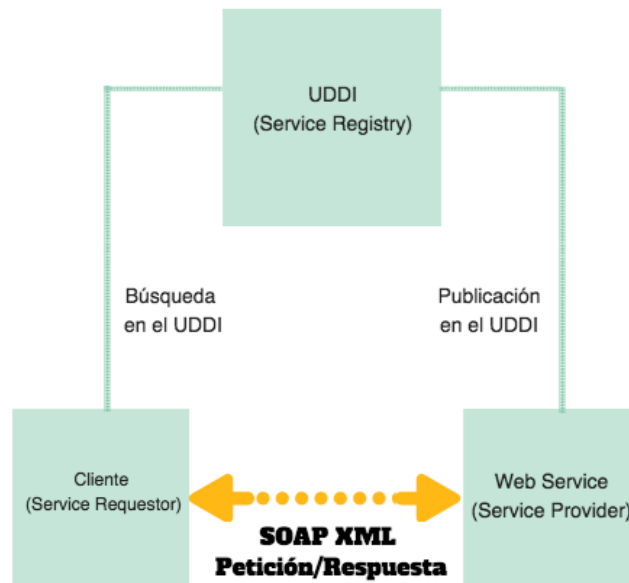 UDDI
(Service Registry)
Búsqueda
en el UDDI
Publicación
en el UDDI
Cliente
(Service Requestor)
SOAP XML
Petición/Respuesta
Web Service
(Service Provider)